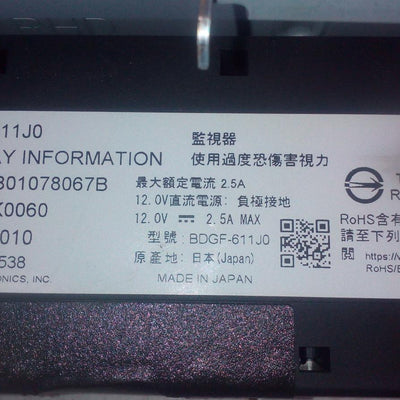 11J0
AY INFORMATION
301078067B
K0060
010
538
ONICS, INC.
監視器
使用過度恐傷害視力
最大額定電流 2.5A
12.0V直流電源: 負極接地
12.0V ⎓ 2.5A MAX
型號: BDGF-611J0
原產地: 日本(Japan)
MADE IN JAPAN
T
R
RoHS含有
請至下列
閱 https://
RoHS/B